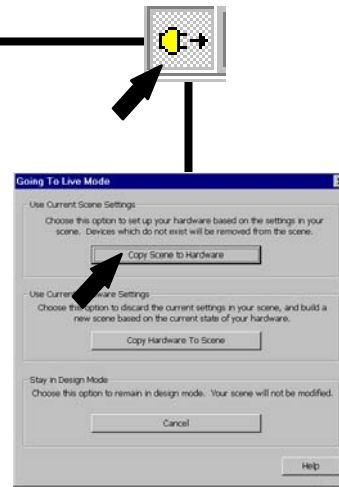 Going To Live Mode
Use Current Scene Settings
Choose this option to set up your hardware based on the settings in your
scene. Devices which do not exist will be removed from the scene.
Copy Scene to Hardware
Use Current Settings
Choose this option to discard the current settings in your scene, and build a
new scene based on the current state of your hardware.
Copy Hardware To Scene
Stay in Design Mode
Choose this option to remain in design mode. Your scene will not be modified.
Cancel
Help